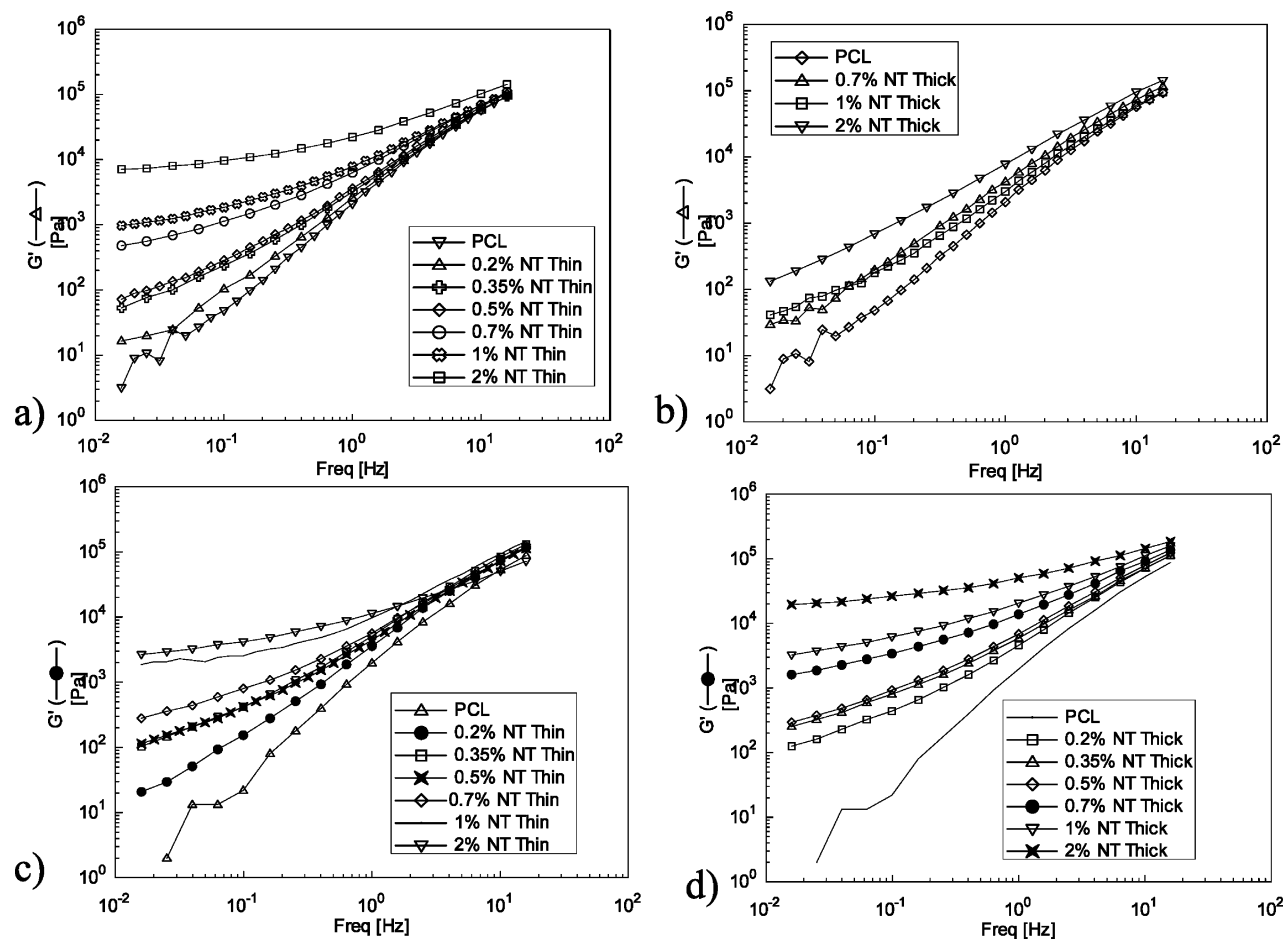 a)
10^6
10^5
10^4
10^3
10^2
10^1
10^0
G' (—△—)
[Pa]
PCL
0.2% NT Thin
0.35% NT Thin
0.5% NT Thin
0.7% NT Thin
1% NT Thin
2% NT Thin
10^-2
10^-1
10^0
10^1
10^2
Freq [Hz]
b)
10^6
10^5
10^4
10^3
10^2
10^1
10^0
G' (—△—)
[Pa]
PCL
0.7% NT Thick
1% NT Thick
2% NT Thick
10^-2
10^-1
10^0
10^1
10^2
Freq [Hz]
c)
10^6
10^5
10^4
10^3
10^2
10^1
10^0
G' (—●—)
[Pa]
PCL
0.2% NT Thin
0.35% NT Thin
0.5% NT Thin
0.7% NT Thin
1% NT Thin
2% NT Thin
10^-2
10^-1
10^0
10^1
10^2
Freq [Hz]
d)
10^6
10^5
10^4
10^3
10^2
10^1
10^0
G' (—●—)
[Pa]
PCL
0.2% NT Thick
0.35% NT Thick
0.5% NT Thick
0.7% NT Thick
1% NT Thick
2% NT Thick
10^-2
10^-1
10^0
10^1
10^2
Freq [Hz]